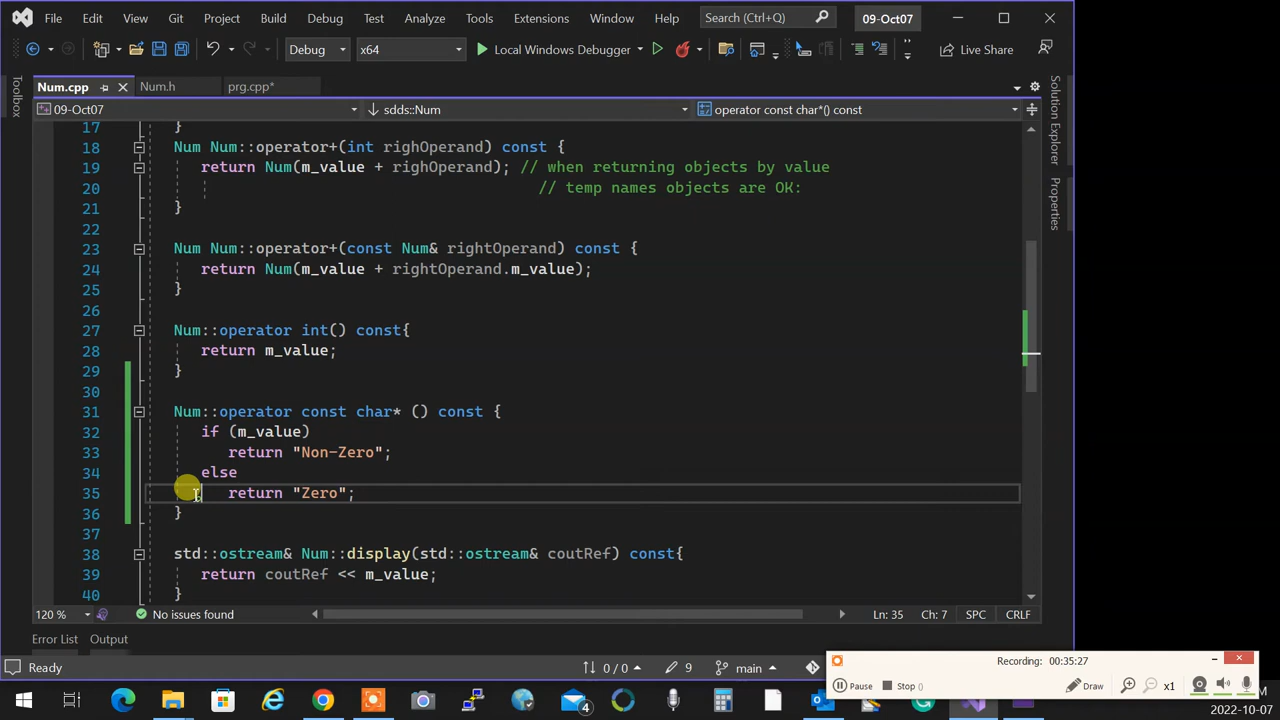 File Edit View Git Project Build Debug Test Analyze Tools Extensions Window Help Search (Ctrl+Q) 09-Oct07
Debug x64 Local Windows Debugger Live Share
Num.cpp Num.h prg.cpp*
09-Oct07 sdds::Num operator const char*() const
Toolbox
Solution Explorer
Properties
17 }
18 Num Num::operator+(int righOperand) const {
19 return Num(m_value + righOperand); // when returning objects by value
20 // temp names objects are OK:
21 }
22
23 Num Num::operator+(const Num& rightOperand) const {
24 return Num(m_value + rightOperand.m_value);
25 }
26
27 Num::operator int() const{
28 return m_value;
29 }
30
31 Num::operator const char* () const {
32 if (m_value)
33 return "Non-Zero";
34 else
35 return "Zero";
36 }
37
38 std::ostream& Num::display(std::ostream& coutRef) const{
39 return coutRef << m_value;
40 }
120 % No issues found Ln: 35 Ch: 7 SPC CRLF
Error List Output
Ready 0 / 0 9 main
Recording: 00:35:27
Pause Stop () Draw x1
4
M
2022-10-07